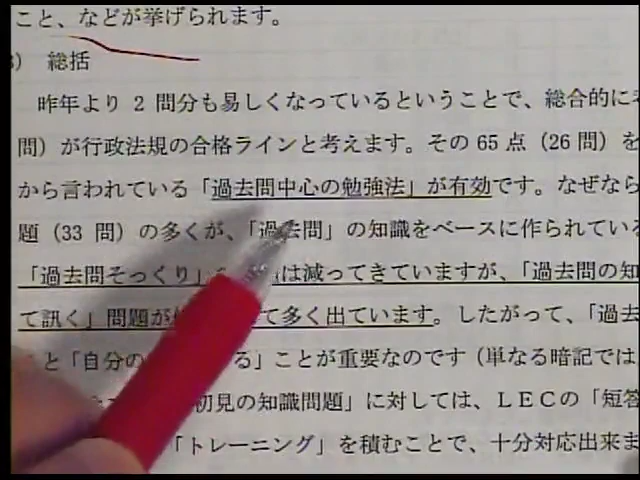 こと、などが挙げられます。
） 総括
昨年より 2 問分も易しくなっているということで、総合的に
問）が行政法規の合格ラインと考えます。その 65 点（26 問）を
から言われている「過去問中心の勉強法」が有効です。なぜなら
題（33 問）の多くが、「過去問」の知識をベースに作られている
「過去問そっくり」 は減ってきていますが、「過去問の知
て訊く」問題が て多く出ています。したがって、「過去
こと「自分の る」ことが重要なのです（単なる暗記では
初見の知識問題」に対しては、ＬＥＣの「短答
「トレーニング」を積むことで、十分対応出来ま